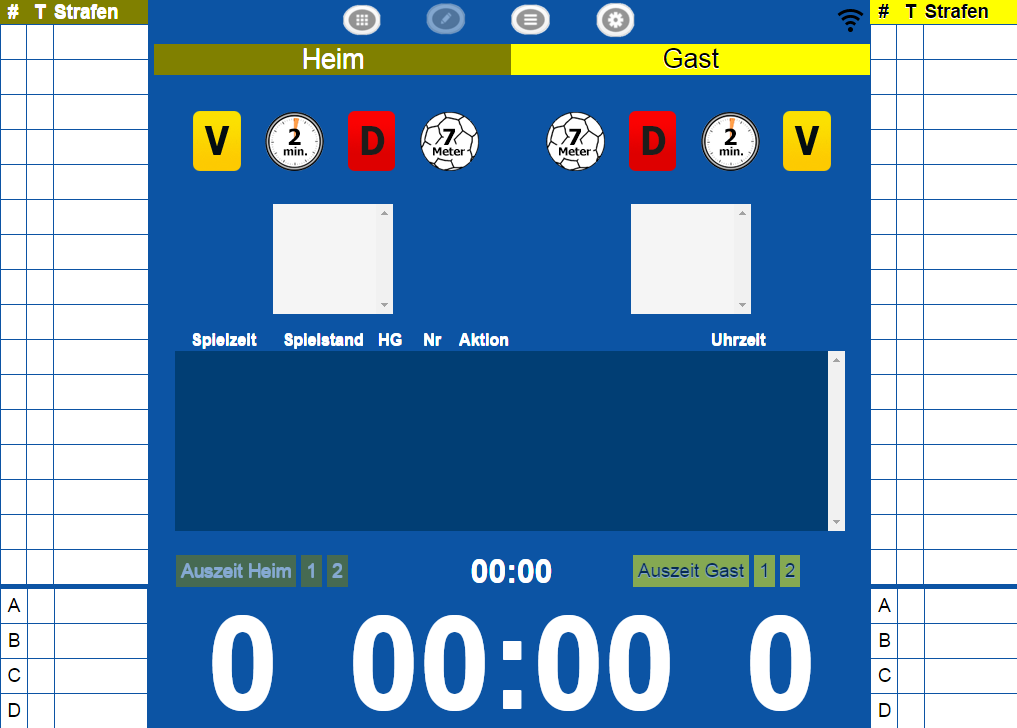 # T Strafen
# T Strafen
Heim Gast
V 2 min. D 7 Meter 7 Meter D 2 min. V
Spielzeit Spielstand HG Nr Aktion Uhrzeit
Auszeit Heim 1 2 00:00 Auszeit Gast 1 2
0 00:00 0
A
B
C
D
A
B
C
D